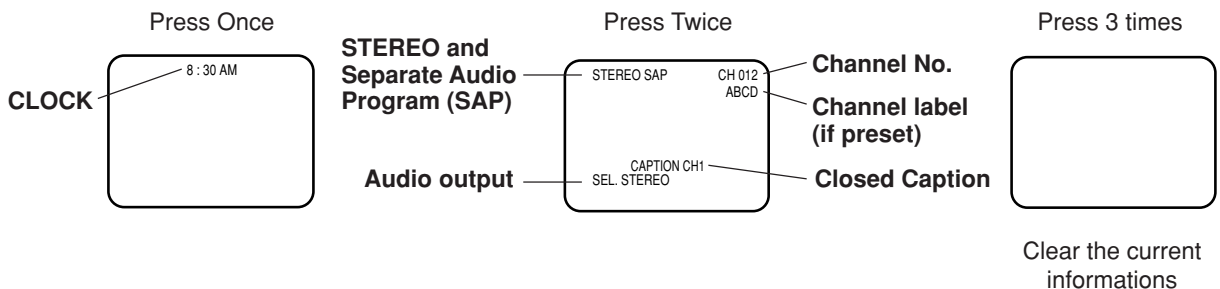 Press Once
8 : 30 AM
CLOCK
Press Twice
STEREO and
Separate Audio
Program (SAP)
STEREO SAP
CH 012
ABCD
Channel No.
Channel label
(if preset)
CAPTION CH1
SEL. STEREO
Audio output
Closed Caption
Press 3 times
Clear the current
informations